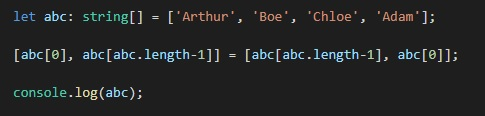 let abc: string[] = ['Arthur', 'Boe', 'Chloe', 'Adam'];
[abc[0], abc[abc.length-1]] = [abc[abc.length-1], abc[0]];
console.log(abc);